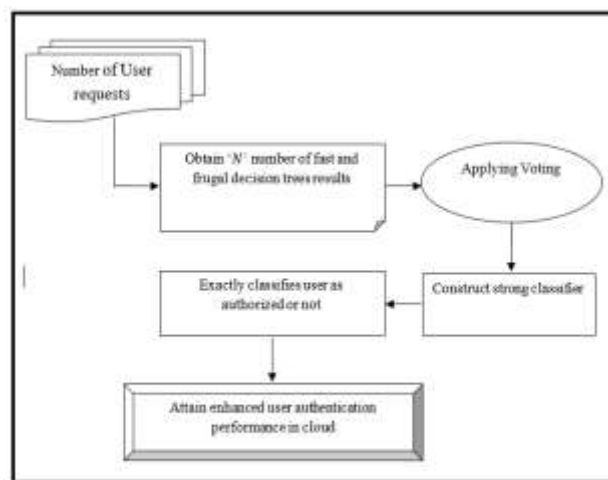 Number of User
requests
Obtain 'N' number of fast and
frugal decision trees results
Applying Voting
Construct strong classifier
Exactly classifies user as
authorized or not
Attain enhanced user authentication
performance in cloud